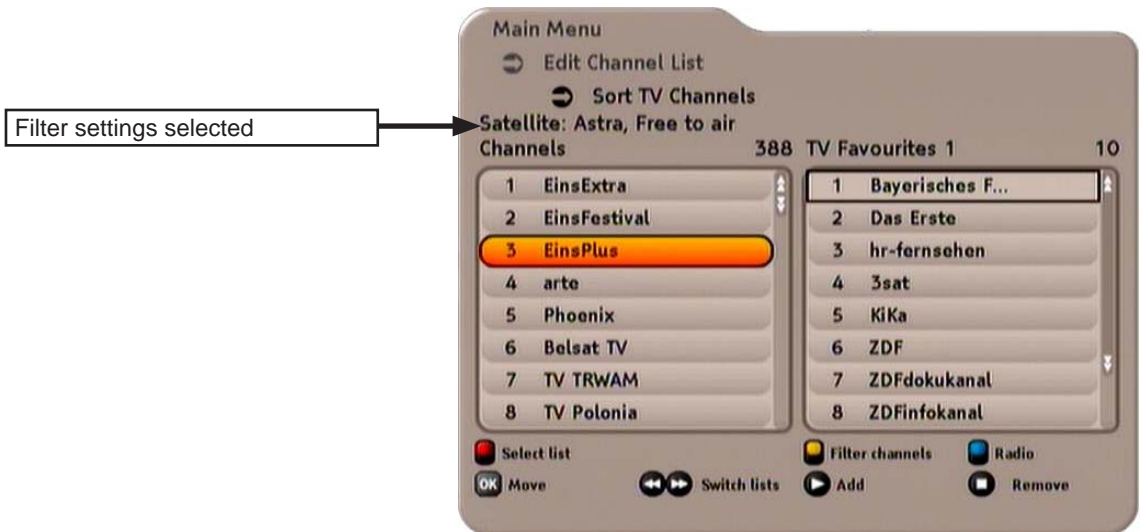 Main Menu
Edit Channel List
Sort TV Channels
Filter settings selected
Satellite: Astra, Free to air
Channels 388
1 EinsExtra
2 EinsFestival
3 EinsPlus
4 arte
5 Phoenix
6 Belsat TV
7 TV TRWAM
8 TV Polonia
TV Favourites 1 10
1 Bayerisches F...
2 Das Erste
3 hr-fernsehen
4 3sat
5 KiKa
6 ZDF
7 ZDFdokukanal
8 ZDFinfokanal
Select list
Filter channels
Radio
OK Move
Switch lists
Add
Remove